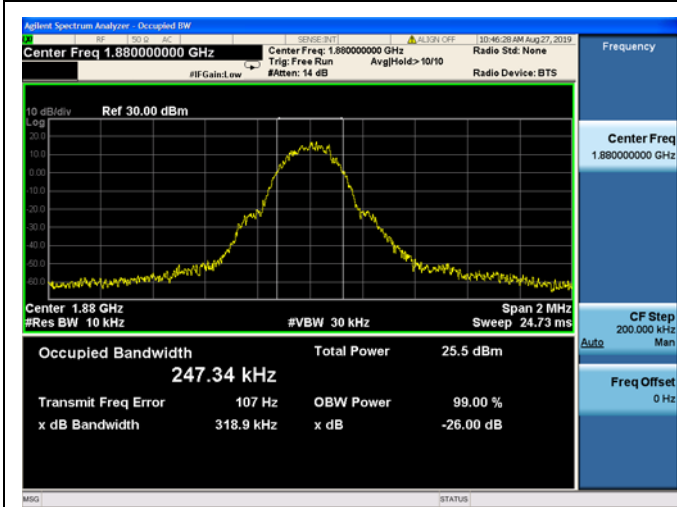 Agilent Spectrum Analyzer - Occupied BW
RF 50 Ω AC SENSE:INT ALIGN OFF 10:46:28 AM Aug 27, 2019
Center Freq 1.880000000 GHz
Center Freq: 1.880000000 GHz
Radio Std: None
Trig: Free Run Avg|Hold:> 10/10
#IFGain:Low #Atten: 14 dB Radio Device: BTS
Frequency
10 dB/div Ref 30.00 dBm
Log
20.0
10.0
0.00
-10.0
-20.0
-30.0
-40.0
-50.0
-60.0
Center 1.88 GHz Span 2 MHz
#Res BW 10 kHz #VBW 30 kHz Sweep 24.73 ms
Occupied Bandwidth Total Power 25.5 dBm
247.34 kHz
Transmit Freq Error 107 Hz OBW Power 99.00 %
x dB Bandwidth 318.9 kHz x dB -26.00 dB
Center Freq
1.880000000 GHz
CF Step
200.000 kHz
Auto Man
Freq Offset
0 Hz
MSG STATUS